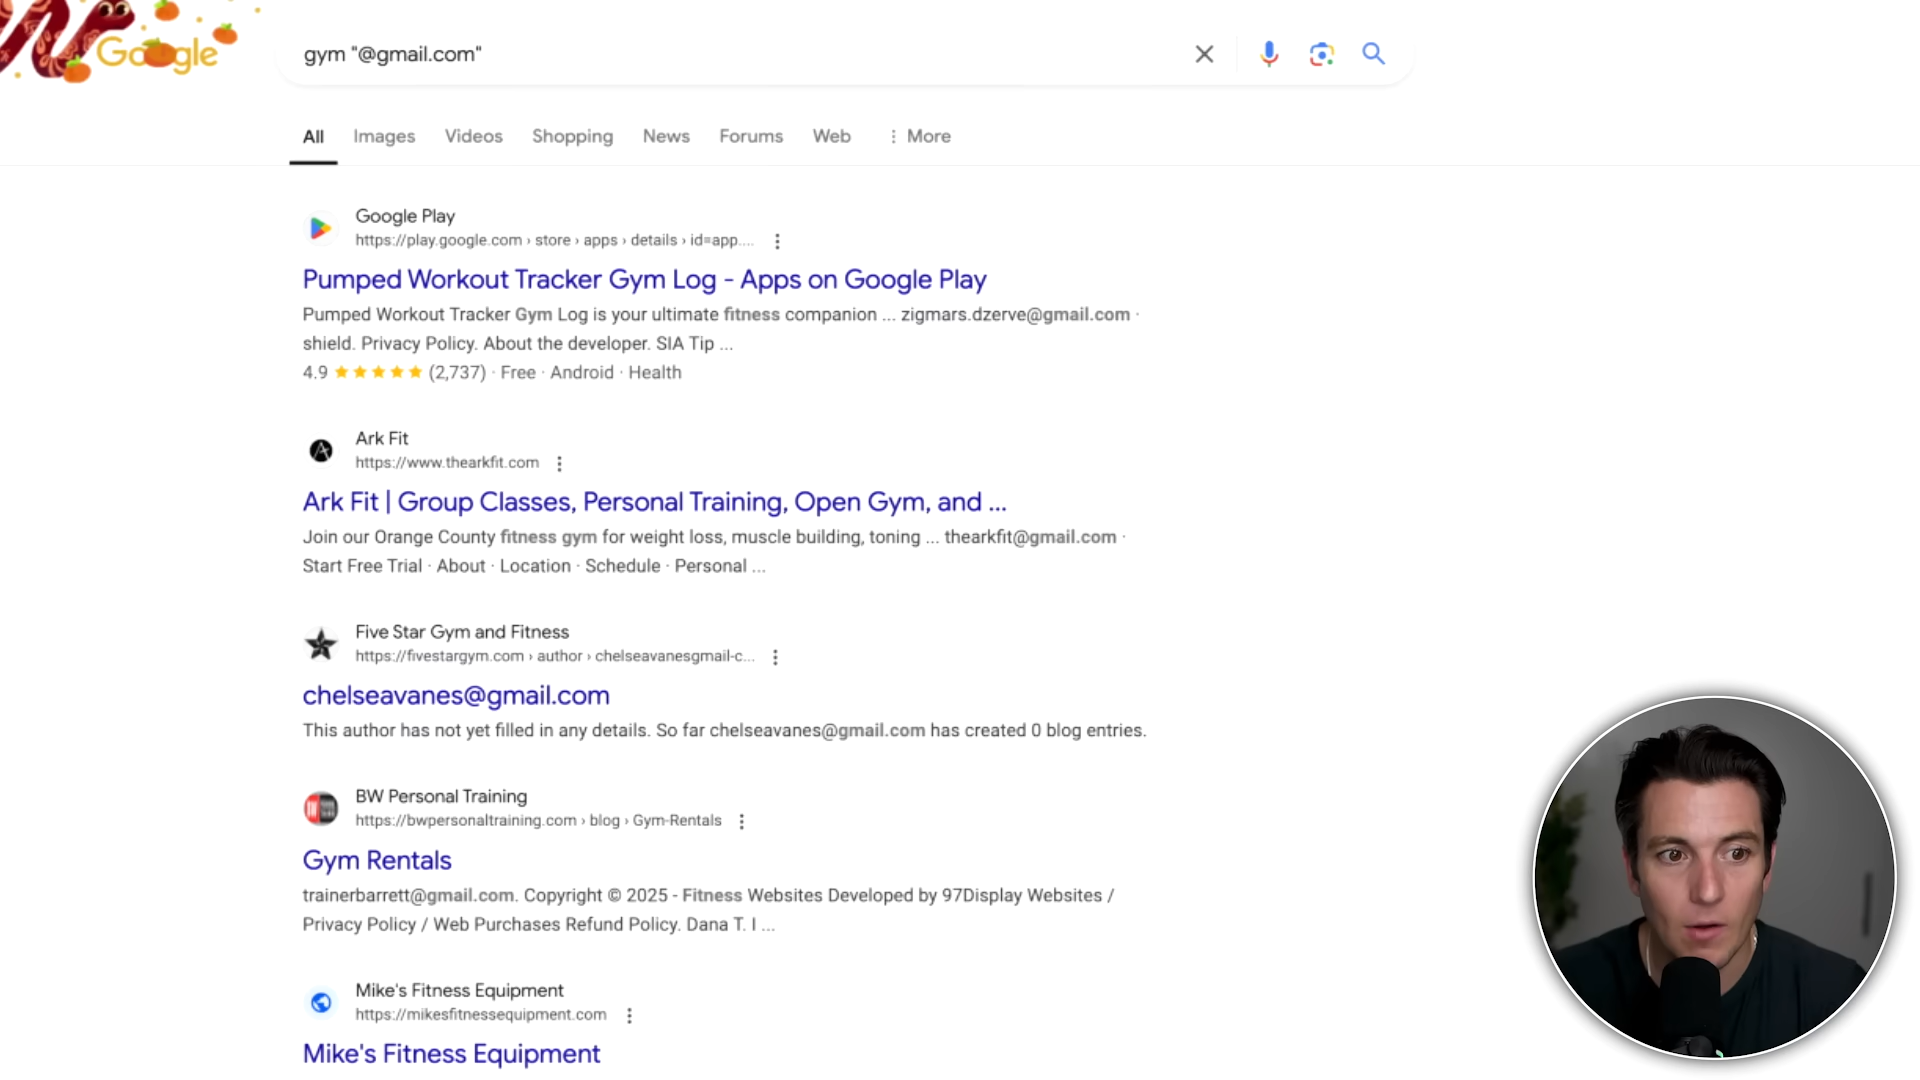 Google
gym "@gmail.com"
All
Images
Videos
Shopping
News
Forums
Web
More
Google Play
https://play.google.com › store › apps › details › id=app....
Pumped Workout Tracker Gym Log - Apps on Google Play
Pumped Workout Tracker Gym Log is your ultimate fitness companion ... zigmars.dzerve@gmail.com ·
shield. Privacy Policy. About the developer. SIA Tip ...
4.9 ★★★★★ (2,737) · Free · Android · Health
Ark Fit
https://www.thearkfit.com
Ark Fit | Group Classes, Personal Training, Open Gym, and ...
Join our Orange County fitness gym for weight loss, muscle building, toning ... thearkfit@gmail.com ·
Start Free Trial · About · Location · Schedule · Personal ...
Five Star Gym and Fitness
https://fivestargym.com › author › chelseavanesgmail-c...
chelseavanes@gmail.com
This author has not yet filled in any details. So far chelseavanes@gmail.com has created 0 blog entries.
BW Personal Training
https://bwpersonaltraining.com › blog › Gym-Rentals
Gym Rentals
trainerbarrett@gmail.com. Copyright © 2025 - Fitness Websites Developed by 97Display Websites /
Privacy Policy / Web Purchases Refund Policy. Dana T. I ...
Mike's Fitness Equipment
https://mikesfitnessequipment.com
Mike's Fitness Equipment